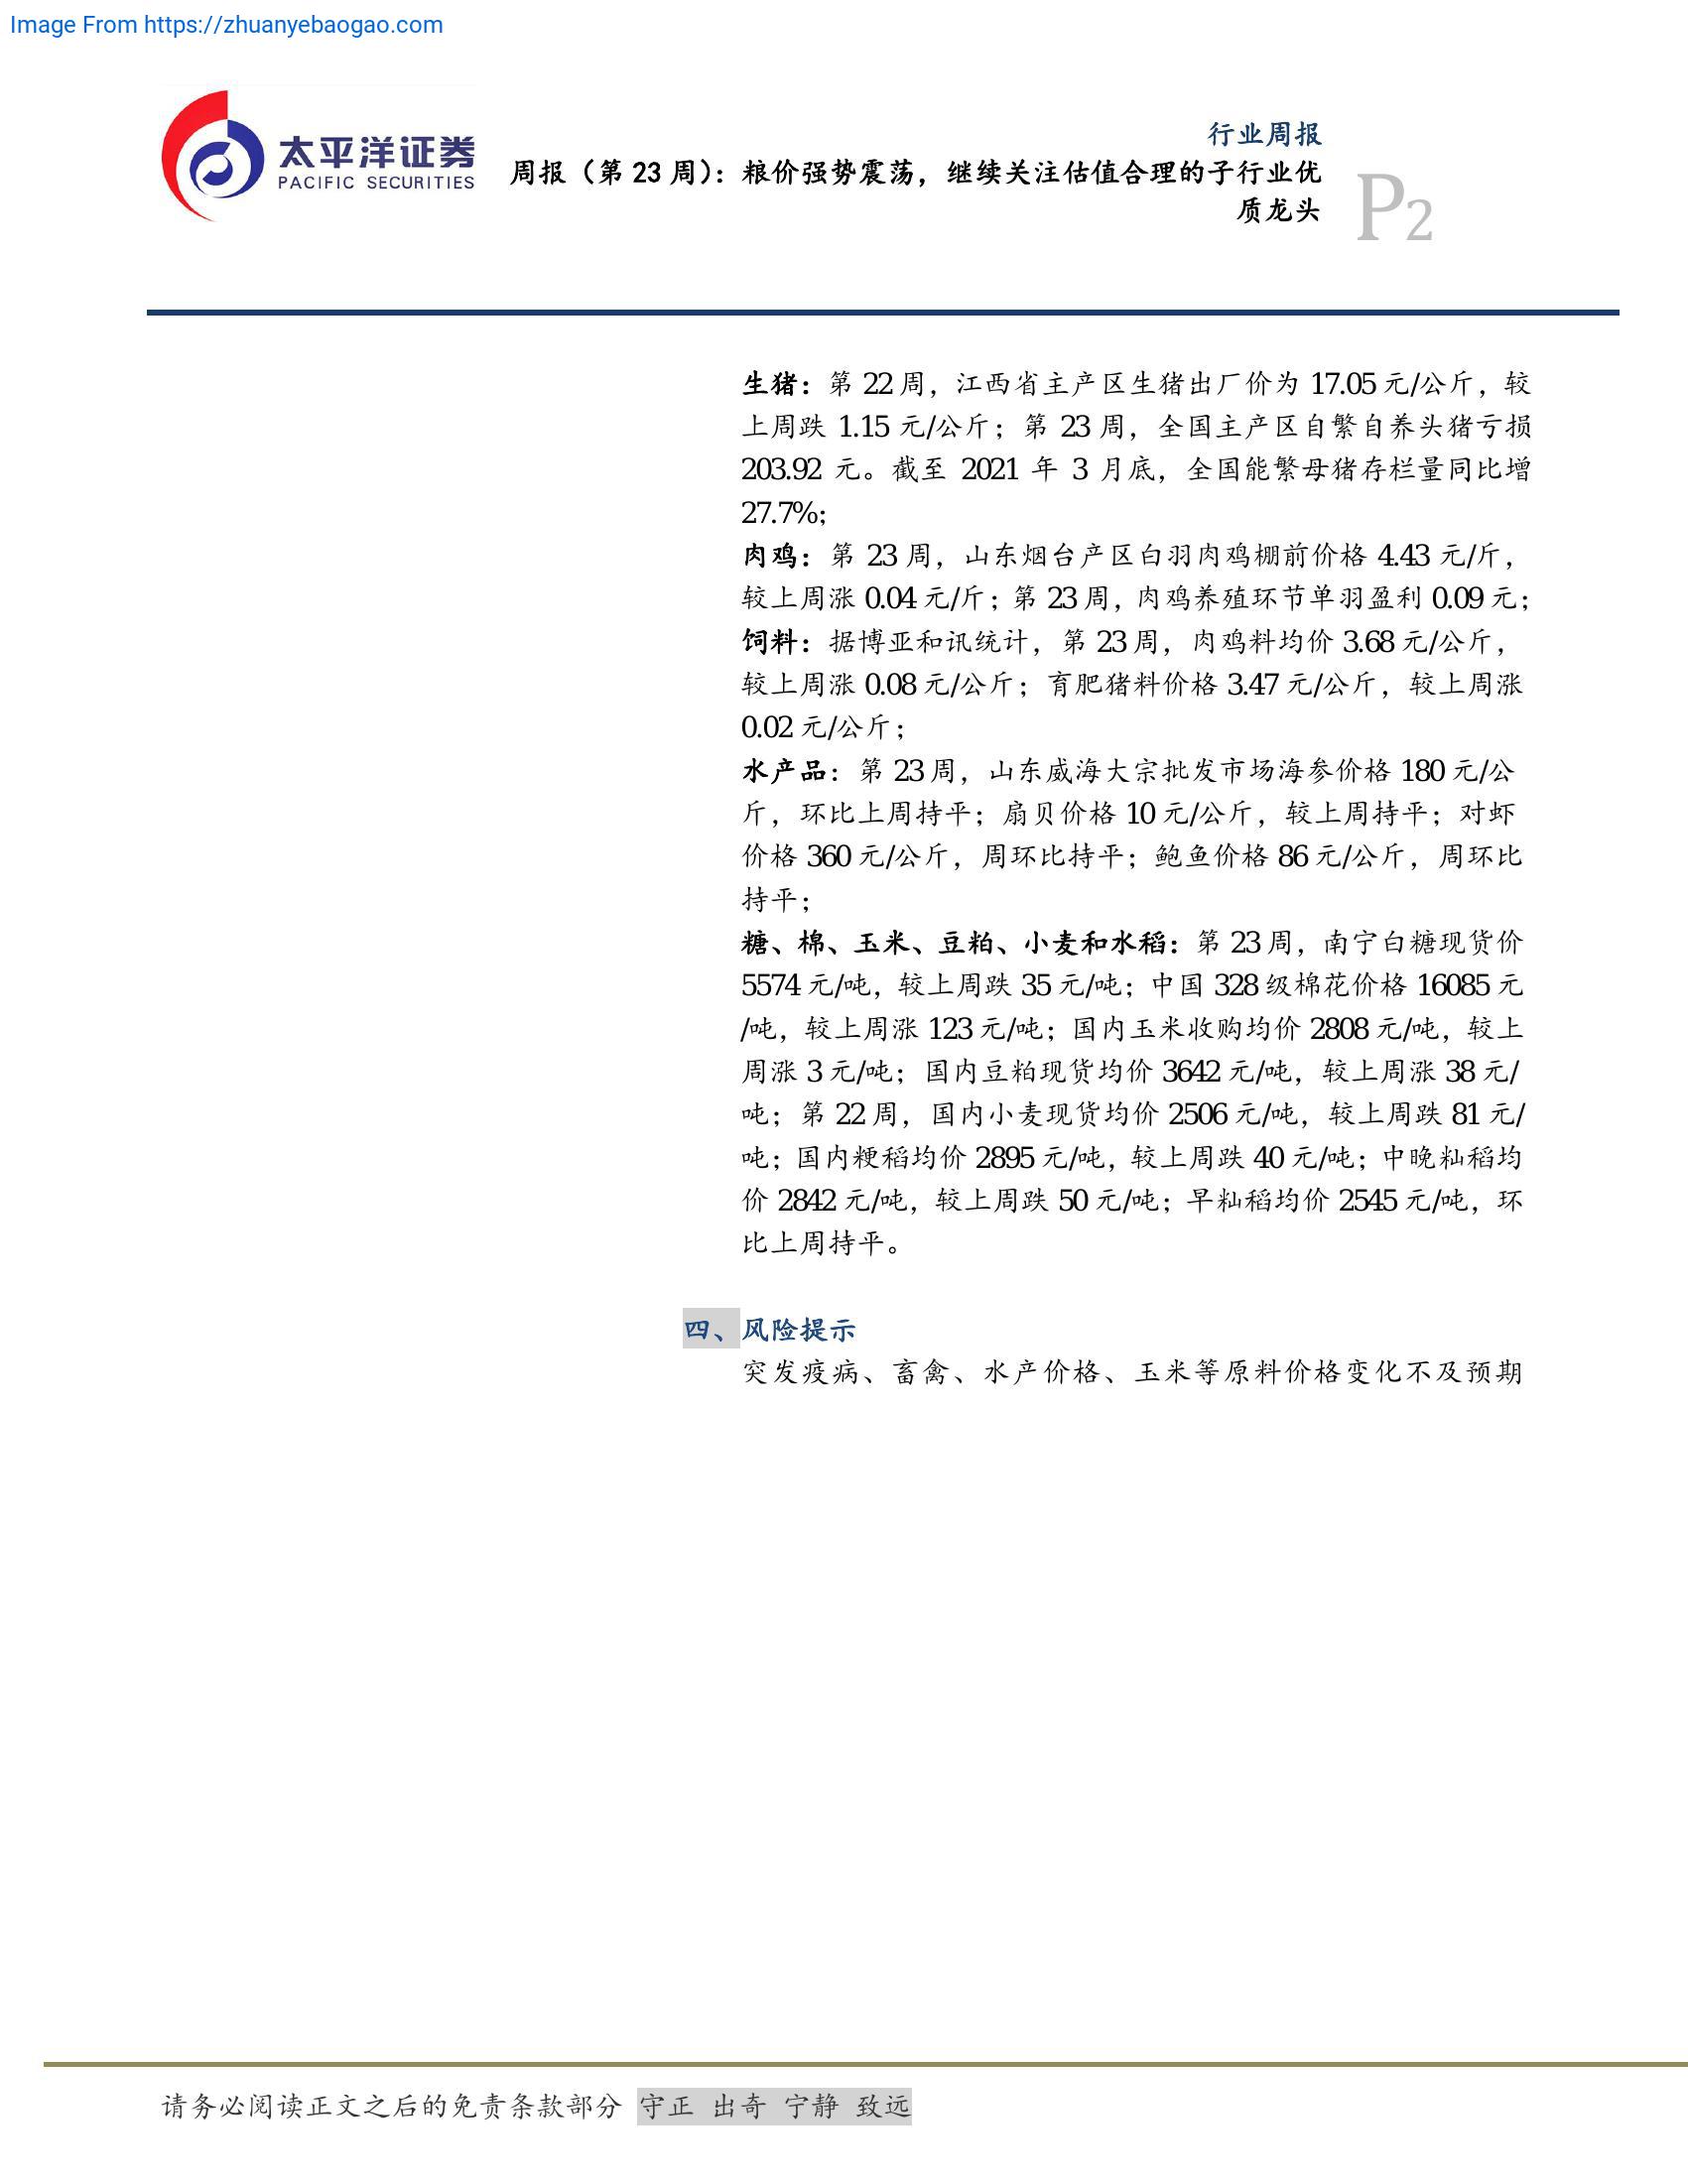 Image From https://zhuanyebaogao.com
太平洋证券
PACIFIC SECURITIES
行业周报
周报（第 23 周）：粮价强势震荡，继续关注估值合理的子行业优
质龙头
P2
生猪：第 22 周，江西省主产区生猪出厂价为 17.05 元/公斤，较
上周跌 1.15 元/公斤；第 23 周，全国主产区自繁自养头猪亏损
203.92 元。截至 2021 年 3 月底，全国能繁母猪存栏量同比增
27.7%；
肉鸡：第 23 周，山东烟台产区白羽肉鸡棚前价格 4.43 元/斤，
较上周涨 0.04 元/斤；第 23 周，肉鸡养殖环节单羽盈利 0.09 元；
饲料：据博亚和讯统计，第 23 周，肉鸡料均价 3.68 元/公斤，
较上周涨 0.08 元/公斤；育肥猪料价格 3.47 元/公斤，较上周涨
0.02 元/公斤；
水产品：第 23 周，山东威海大宗批发市场海参价格 180 元/公
斤，环比上周持平；扇贝价格 10 元/公斤，较上周持平；对虾
价格 360 元/公斤，周环比持平；鲍鱼价格 86 元/公斤，周环比
持平；
糖、棉、玉米、豆粕、小麦和水稻：第 23 周，南宁白糖现货价
5574 元/吨，较上周跌 35 元/吨；中国 328 级棉花价格 16085 元
/吨，较上周涨 123 元/吨；国内玉米收购均价 2808 元/吨，较上
周涨 3 元/吨；国内豆粕现货均价 3642 元/吨，较上周涨 38 元/
吨；第 22 周，国内小麦现货均价 2506 元/吨，较上周跌 81 元/
吨；国内粳稻均价 2895 元/吨，较上周跌 40 元/吨；中晚籼稻均
价 2842 元/吨，较上周跌 50 元/吨；早籼稻均价 2545 元/吨，环
比上周持平。
四、风险提示
突发疫病、畜禽、水产价格、玉米等原料价格变化不及预期
请务必阅读正文之后的免责条款部分 守正 出奇 宁静 致远